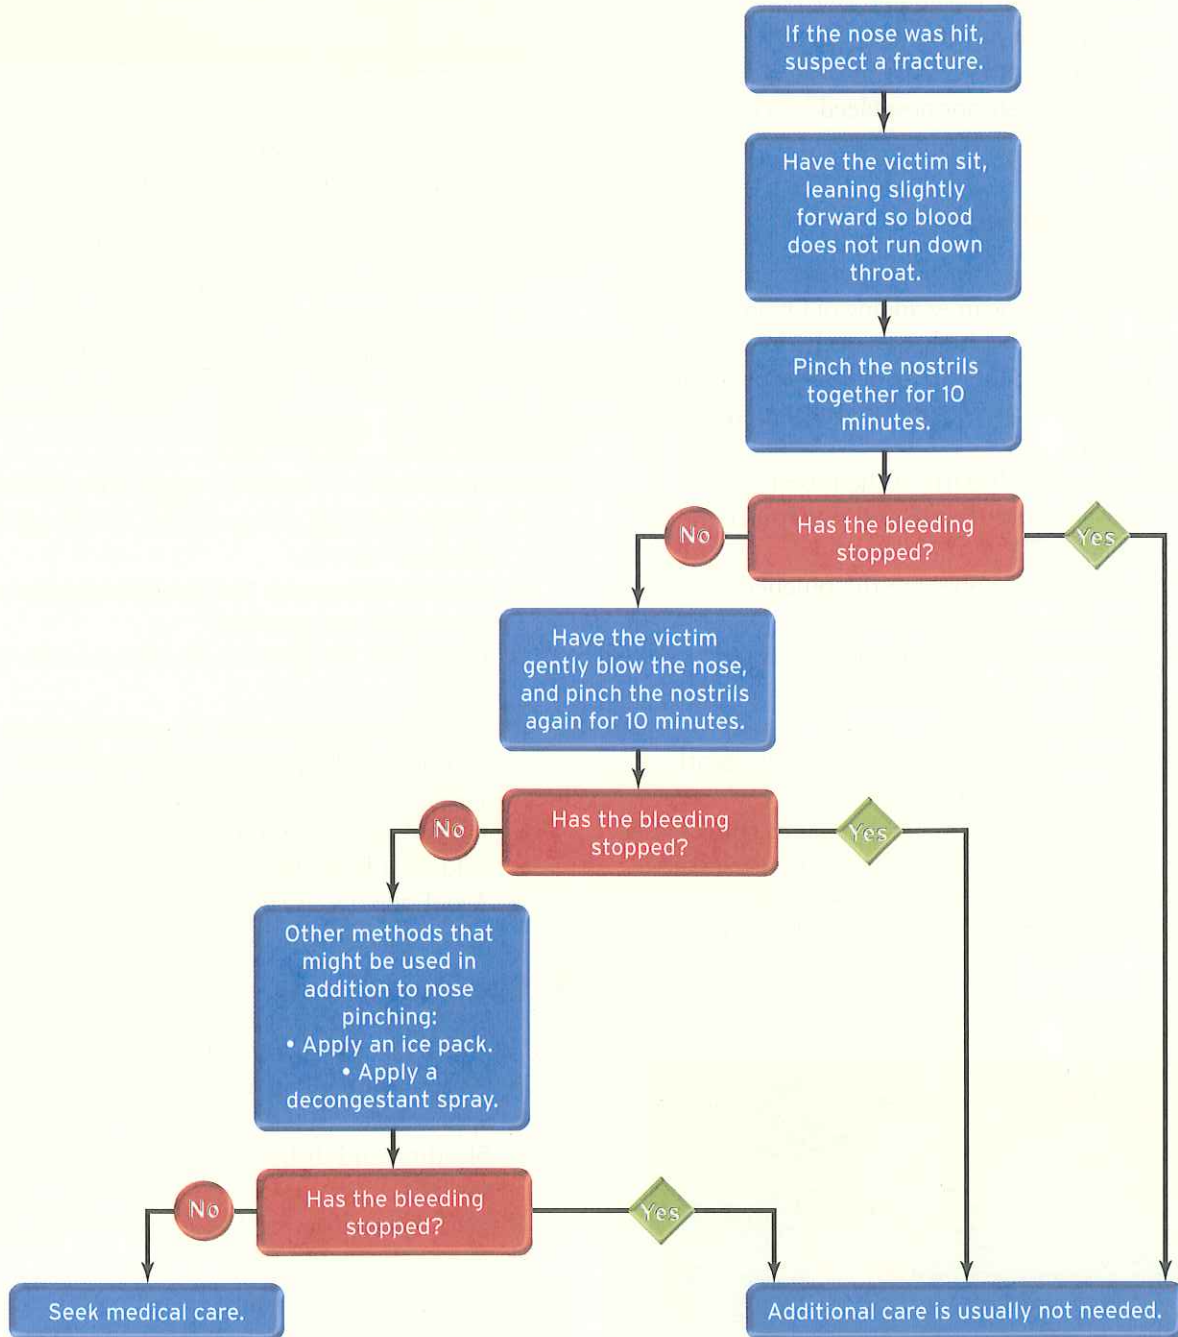 If the nose was hit,
suspect a fracture.
Have the victim sit,
leaning slightly
forward so blood
does not run down
throat.
Pinch the nostrils
together for 10
minutes.
Has the bleeding
stopped?
No
Yes
Have the victim
gently blow the nose,
and pinch the nostrils
again for 10 minutes.
Has the bleeding
stopped?
No
Yes
Other methods that
might be used in
addition to nose
pinching:
• Apply an ice pack.
• Apply a
decongestant spray.
Has the bleeding
stopped?
No
Yes
Seek medical care.
Additional care is usually not needed.